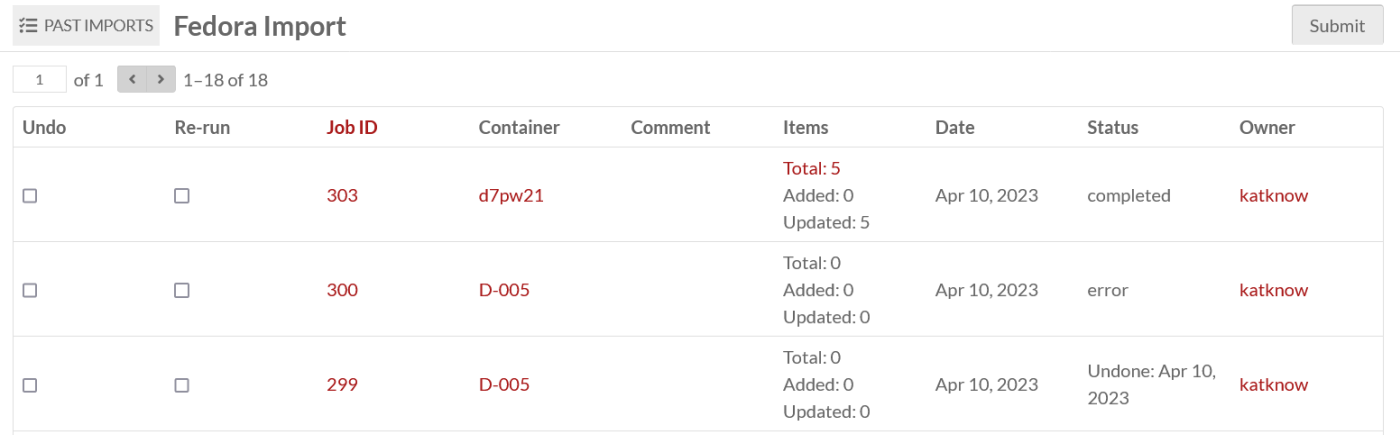 PAST IMPORTS Fedora Import Submit
1 of 1 1–18 of 18
Undo Re-run Job ID Container Comment Items Date Status Owner
Total: 5
303 d7pw21 Added: 0 Apr 10, 2023 completed katknow
Updated: 5
Total: 0
300 D-005 Added: 0 Apr 10, 2023 error katknow
Updated: 0
Total: 0
299 D-005 Added: 0 Apr 10, 2023 Undone: Apr 10, 2023 katknow
Updated: 0